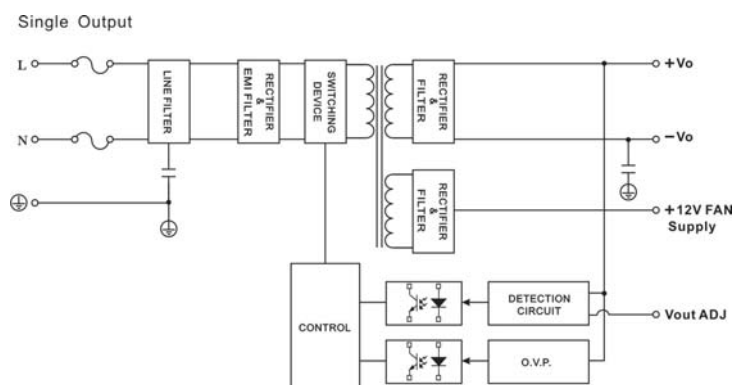 Single Output
L
N
LINE FILTER
RECTIFIER
&
EMI FILTER
SWITCHING
DEVICE
RECTIFIER
&
FILTER
+Vo
−Vo
RECTIFIER
&
FILTER
+12V FAN
Supply
CONTROL
DETECTION
CIRCUIT
Vout ADJ
O.V.P.